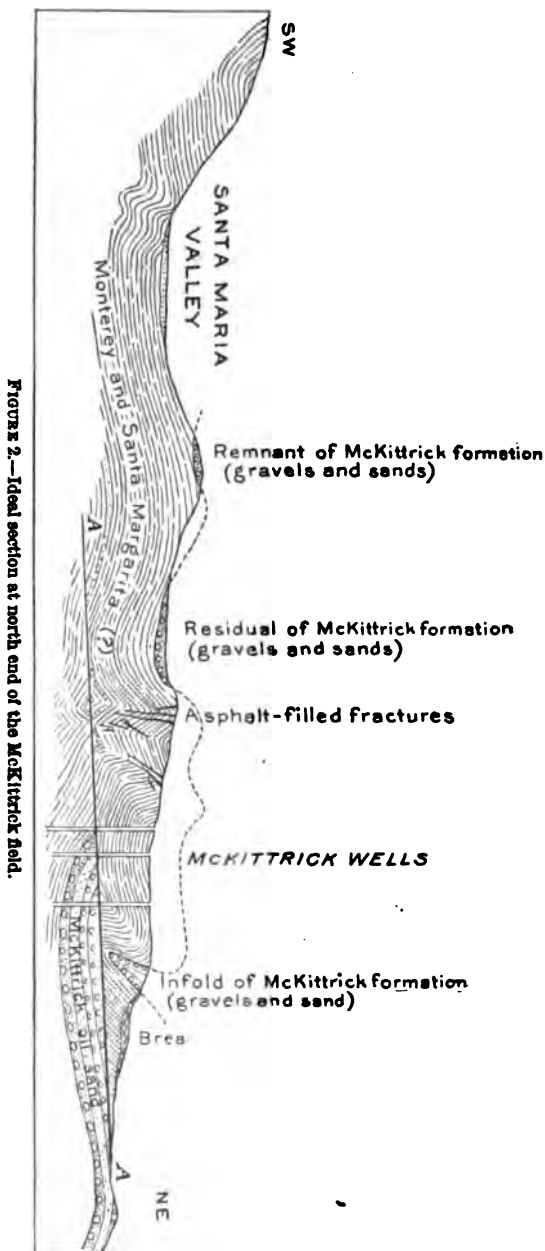 SW
SANTA MARIA
VALLEY
Remnant of McKittrick formation
(gravels and sands)
Residual of McKittrick formation
(gravels and sands)
Asphalt-filled fractures
McKITTRICK WELLS
Infold of McKittrick formation
(gravels and sand)
Brea
NE
Monterey and Santa Margarita (?)
A
McKittrick oil sand
A
FIGURE 2.—Ideal section at north end of the McKittrick field.